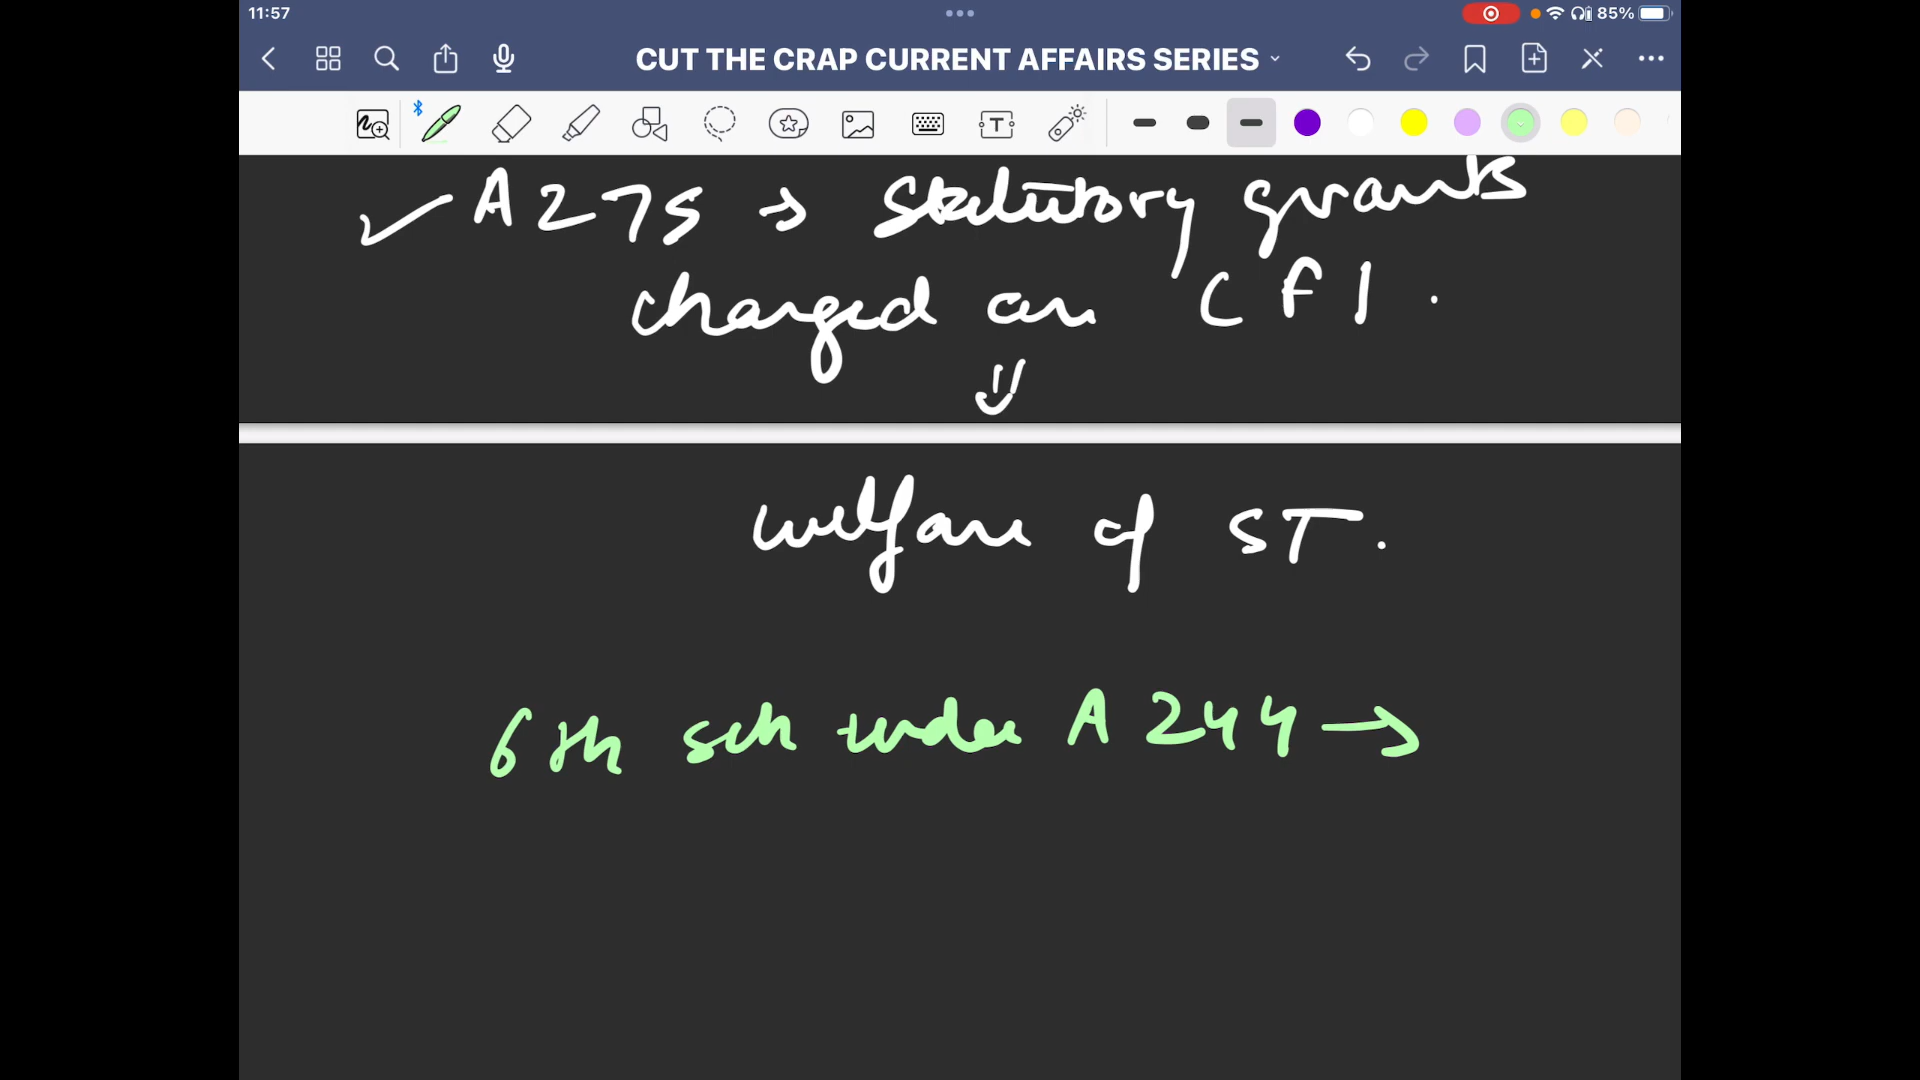 11:57
85%
CUT THE CRAP CURRENT AFFAIRS SERIES
A 275 → Statutory grants
charged on CFI.
welfare of ST.
6th sch under A 244 →